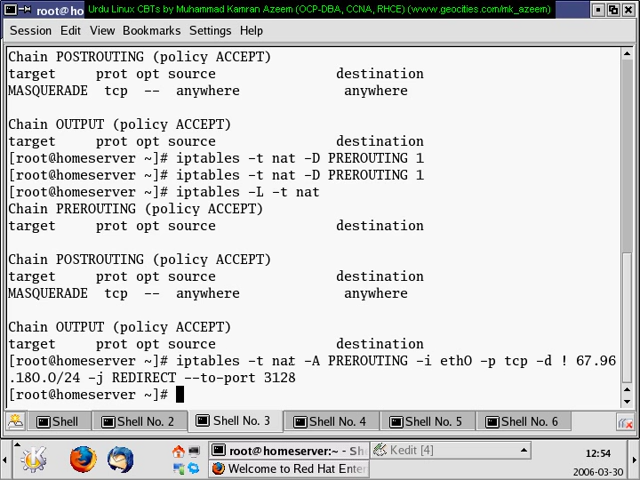 root@ho
Urdu Linux CBTs by Muhammad Kamran Azeem (OCP-DBA, CCNA, RHCE) (www.geocities.com/mk_azeem)
Session Edit View Bookmarks Settings Help
Chain POSTROUTING (policy ACCEPT)
target prot opt source destination
MASQUERADE tcp -- anywhere anywhere
Chain OUTPUT (policy ACCEPT)
target prot opt source destination
[root@homeserver ~]# iptables -t nat -D PREROUTING 1
[root@homeserver ~]# iptables -t nat -D PREROUTING 1
[root@homeserver ~]# iptables -L -t nat
Chain PREROUTING (policy ACCEPT)
target prot opt source destination
Chain POSTROUTING (policy ACCEPT)
target prot opt source destination
MASQUERADE tcp -- anywhere anywhere
Chain OUTPUT (policy ACCEPT)
target prot opt source destination
[root@homeserver ~]# iptables -t nat -A PREROUTING -i eth0 -p tcp -d ! 67.96
.180.0/24 -j REDIRECT --to-port 3128
[root@homeserver ~]#
Shell Shell No. 2 Shell No. 3 Shell No. 4 Shell No. 5 Shell No. 6
root@homeserver:~ - S Kedit [4] 12:54
Welcome to Red Hat Enter 2006-03-30